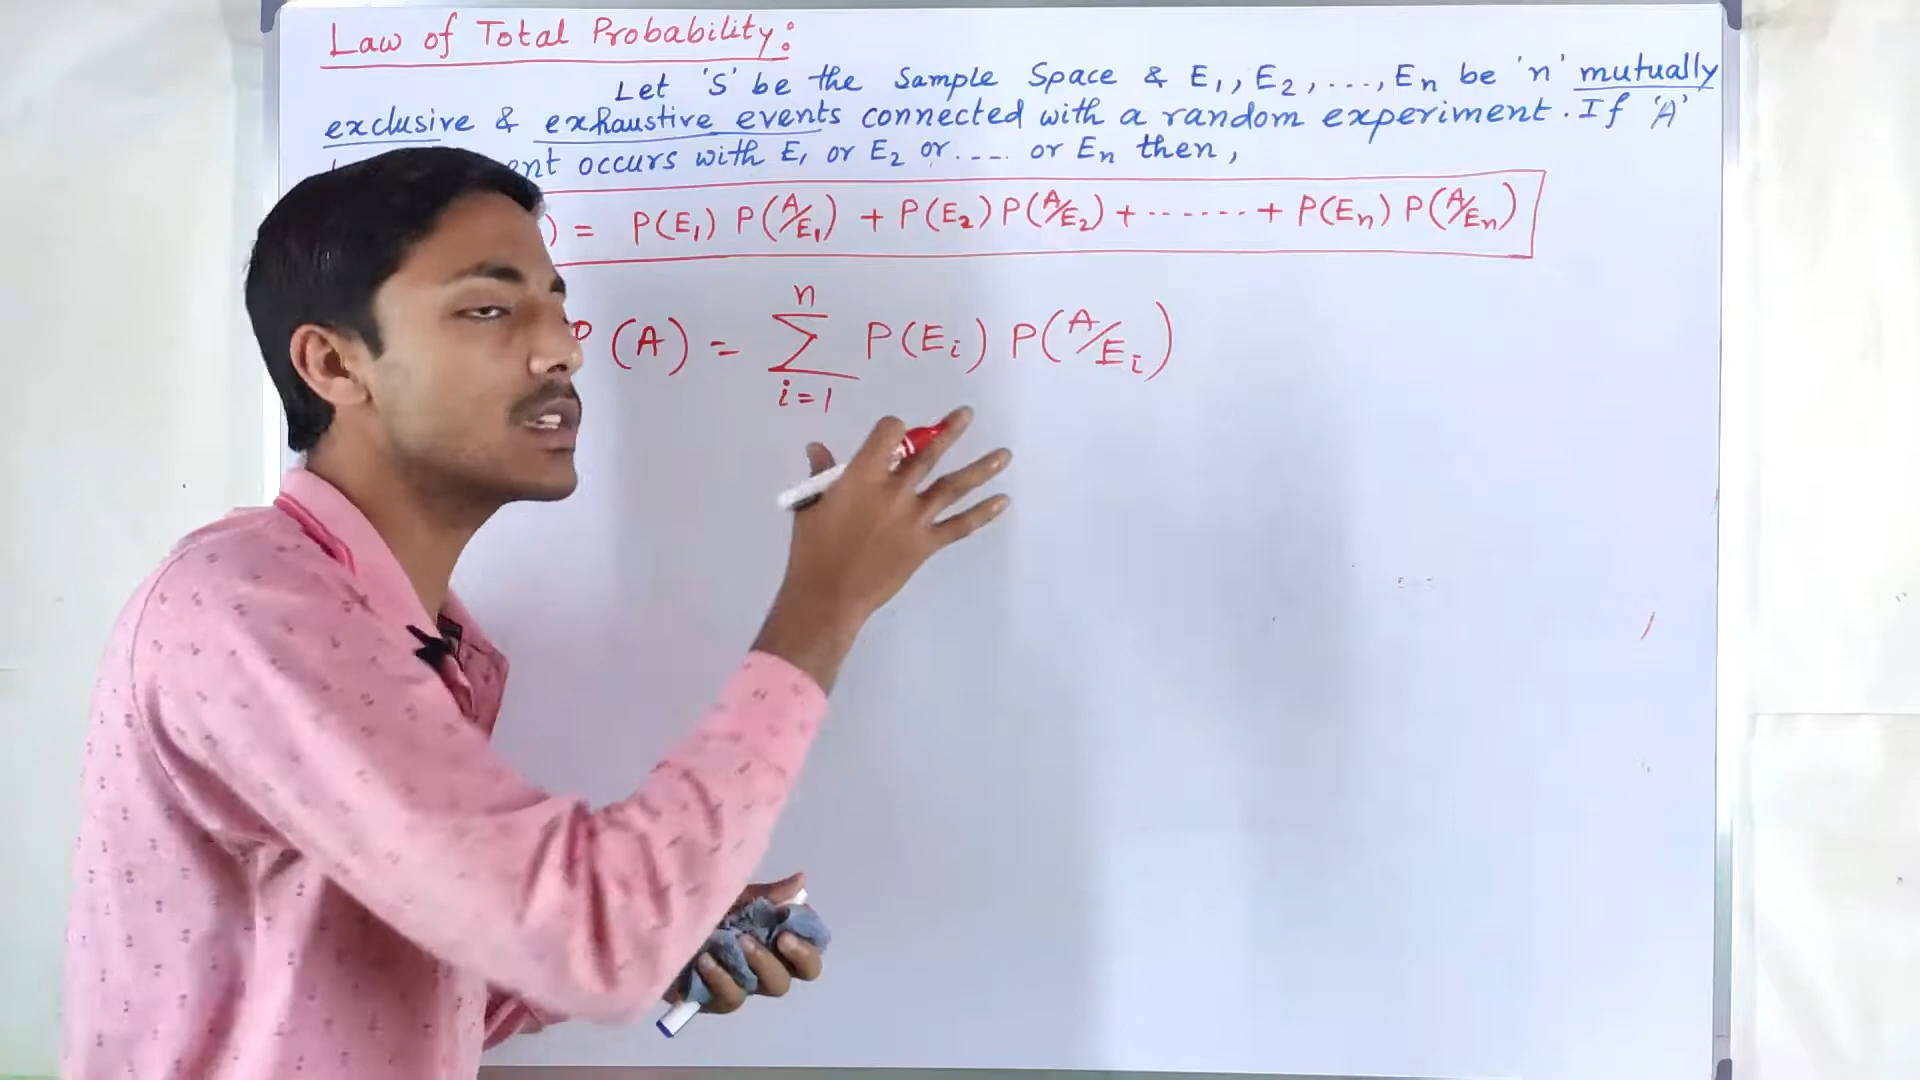 Law of Total Probability:
Let 'S' be the Sample Space & E₁, E₂, ..., Eₙ be 'n' mutually
exclusive & exhaustive events connected with a random experiment. If 'A'
occurs with E₁ or E₂ or .... or Eₙ then,
) = P(E₁) P(A/E₁) + P(E₂) P(A/E₂) + ....... + P(Eₙ) P(A/Eₙ)
(A) = ∑ᵢ₌₁ⁿ P(Eᵢ) P(A/Eᵢ)